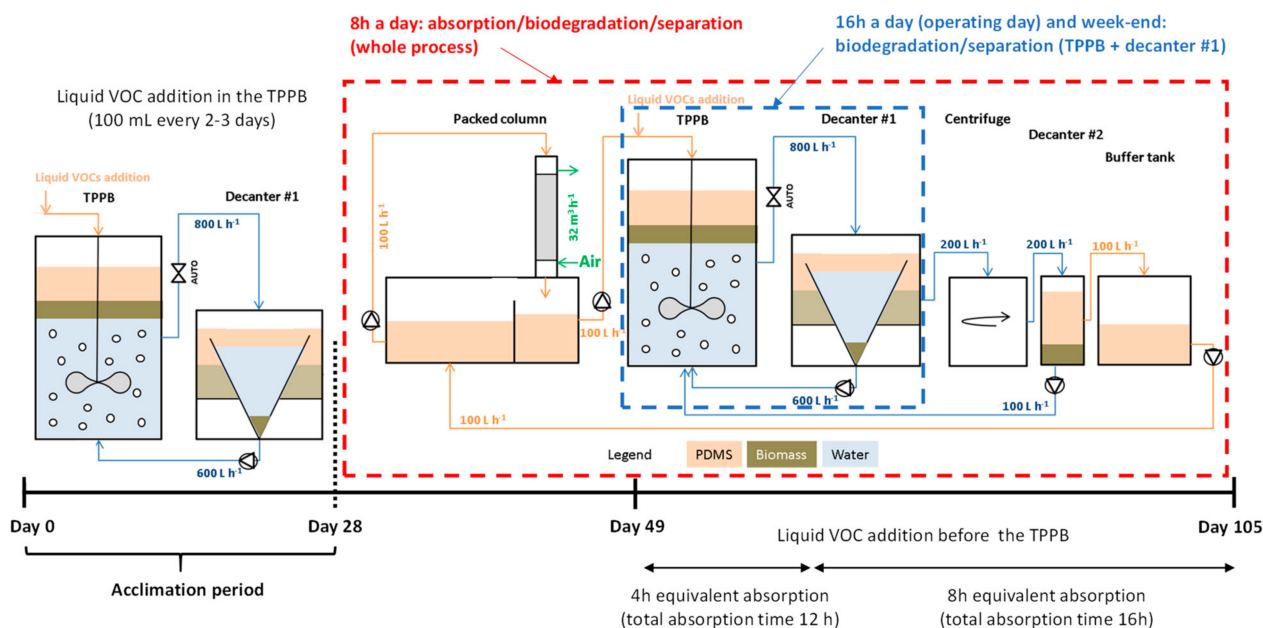 8h a day: absorption/biodegradation/separation
(whole process)
16h a day (operating day) and week-end:
biodegradation/separation (TPPB + decanter #1)
Liquid VOC addition in the TPPB
(100 mL every 2-3 days)
Liquid VOCs addition
TPPB
Decanter #1
800 L h⁻¹
AUTO
600 L h⁻¹
Packed column
100 L h⁻¹
32 m³ h⁻¹
Air
100 L h⁻¹
100 L h⁻¹
Liquid VOCs addition
TPPB
Decanter #1
800 L h⁻¹
AUTO
600 L h⁻¹
Centrifuge
Decanter #2
Buffer tank
200 L h⁻¹
200 L h⁻¹
100 L h⁻¹
100 L h⁻¹
Legend
PDMS
Biomass
Water
Day 0
Day 28
Day 49
Day 105
Acclimation period
Liquid VOC addition before the TPPB
4h equivalent absorption
(total absorption time 12 h)
8h equivalent absorption
(total absorption time 16h)